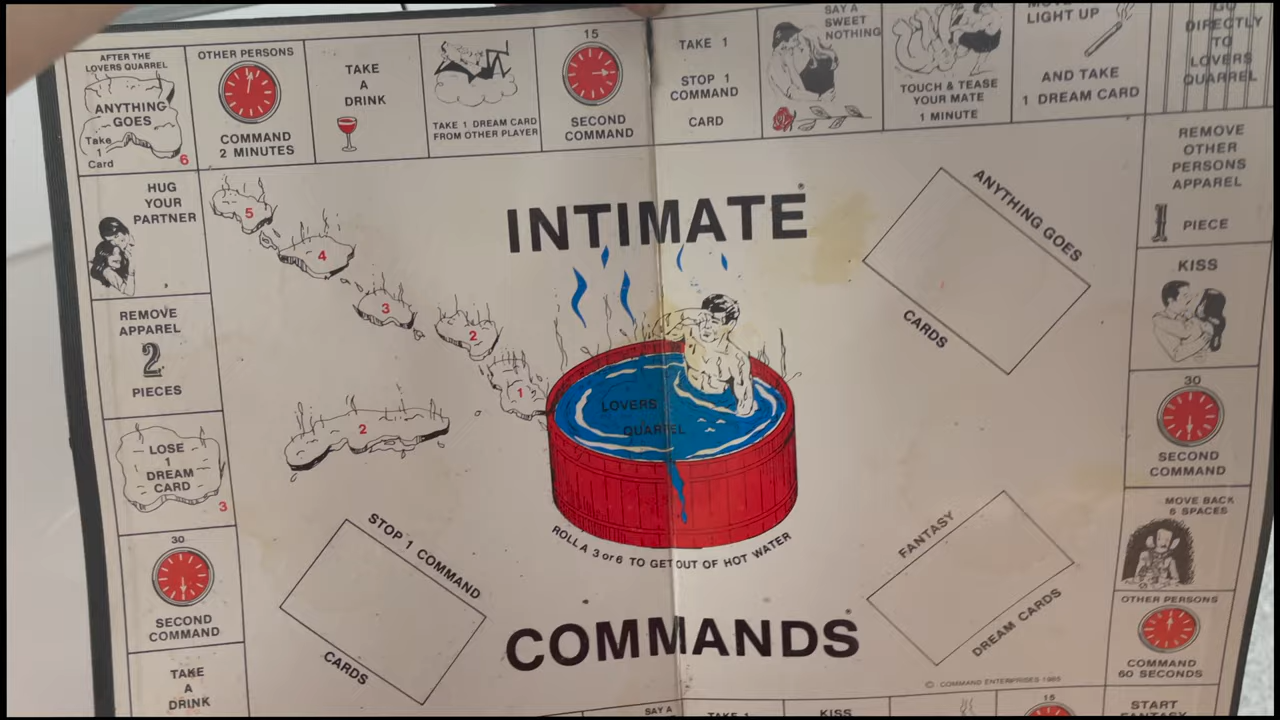 AFTER THE
LOVERS QUARREL
ANYTHING
GOES
Take
1
Card
6
OTHER PERSONS
COMMAND
2 MINUTES
TAKE
A
DRINK
TAKE 1 DREAM CARD
FROM OTHER PLAYER
15
SECOND
COMMAND
TAKE 1
STOP 1
COMMAND
CARD
SAY A
SWEET
NOTHING
TOUCH & TEASE
YOUR MATE
1 MINUTE
MOVE
LIGHT UP
AND TAKE
1 DREAM CARD
GO
DIRECTLY
TO
LOVERS
QUARREL
HUG
YOUR
PARTNER
REMOVE
APPAREL
2
PIECES
LOSE
1
DREAM
CARD
3
30
SECOND
COMMAND
TAKE
A
DRINK
REMOVE
OTHER
PERSONS
APPAREL
1 PIECE
KISS
30
SECOND
COMMAND
MOVE BACK
6 SPACES
OTHER PERSONS
COMMAND
60 SECONDS
START
FANTASY
INTIMATE®
5
4
3
2
1
2
LOVERS
QUARREL
ROLL A 3 or 6 TO GET OUT OF HOT WATER
COMMANDS®
ANYTHING GOES
CARDS
STOP 1 COMMAND
CARDS
FANTASY
DREAM CARDS
© COMMAND ENTERPRISES 1985
SAY A
TAKE 1
KISS
15